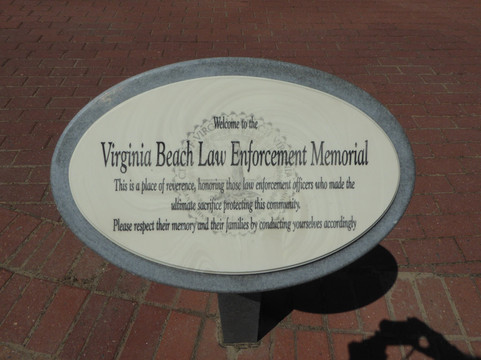 Welcome to the
Virginia Beach Law Enforcement Memorial
This is a place of reverence, honoring those law enforcement officers who made the
ultimate sacrifice protecting this community.
Please respect their memory and their families by conducting yourselves accordingly